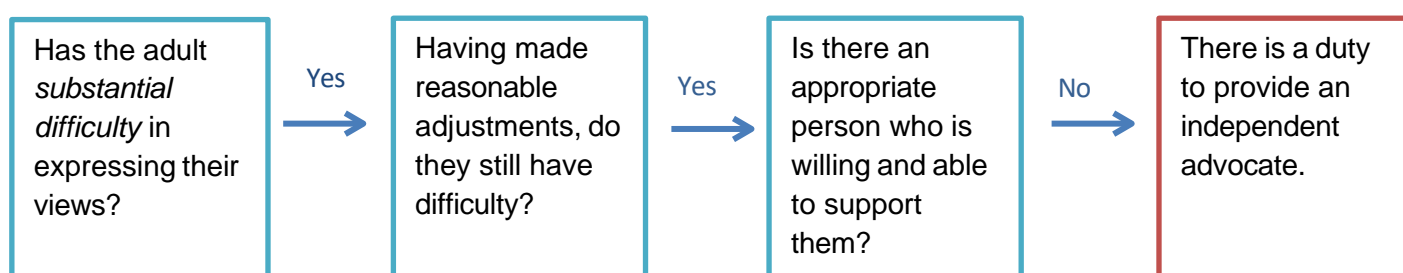 Has the adult
substantial
difficulty in
expressing their
views?
Yes
Having made
reasonable
adjustments, do
they still have
difficulty?
Yes
Is there an
appropriate
person who is
willing and able
to support
them?
No
There is a duty
to provide an
independent
advocate.